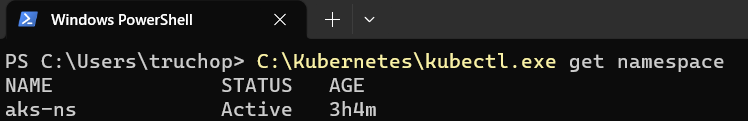 Windows PowerShell
PS C:\Users\truchop> C:\Kubernetes\kubectl.exe get namespace
NAME STATUS AGE
aks-ns Active 3h4m